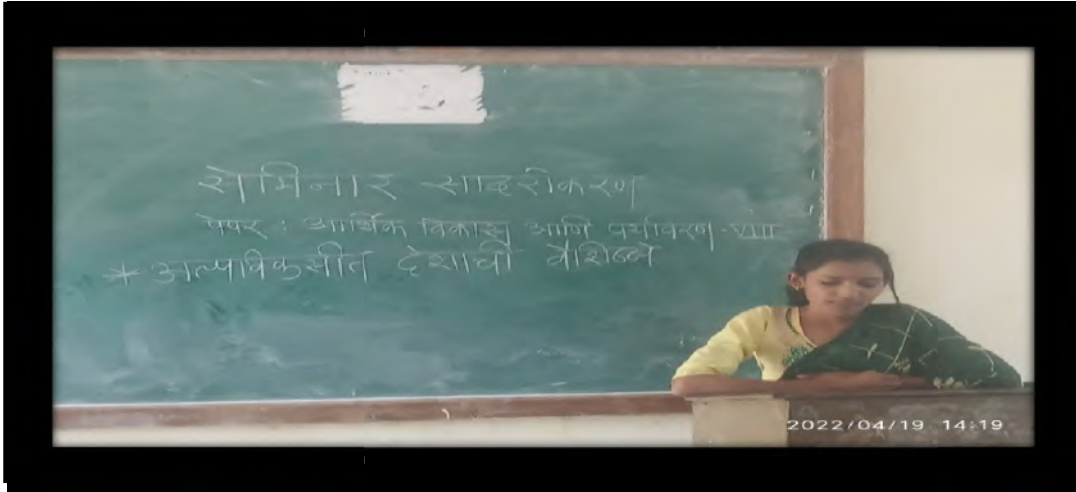 सेमिनार सादरीकरण
पेपर : आर्थिक विकास आणि पर्यावरण-VIII
* अल्पविकसीत देशाची वैशिष्ठ्ये
2022/04/19 14:19